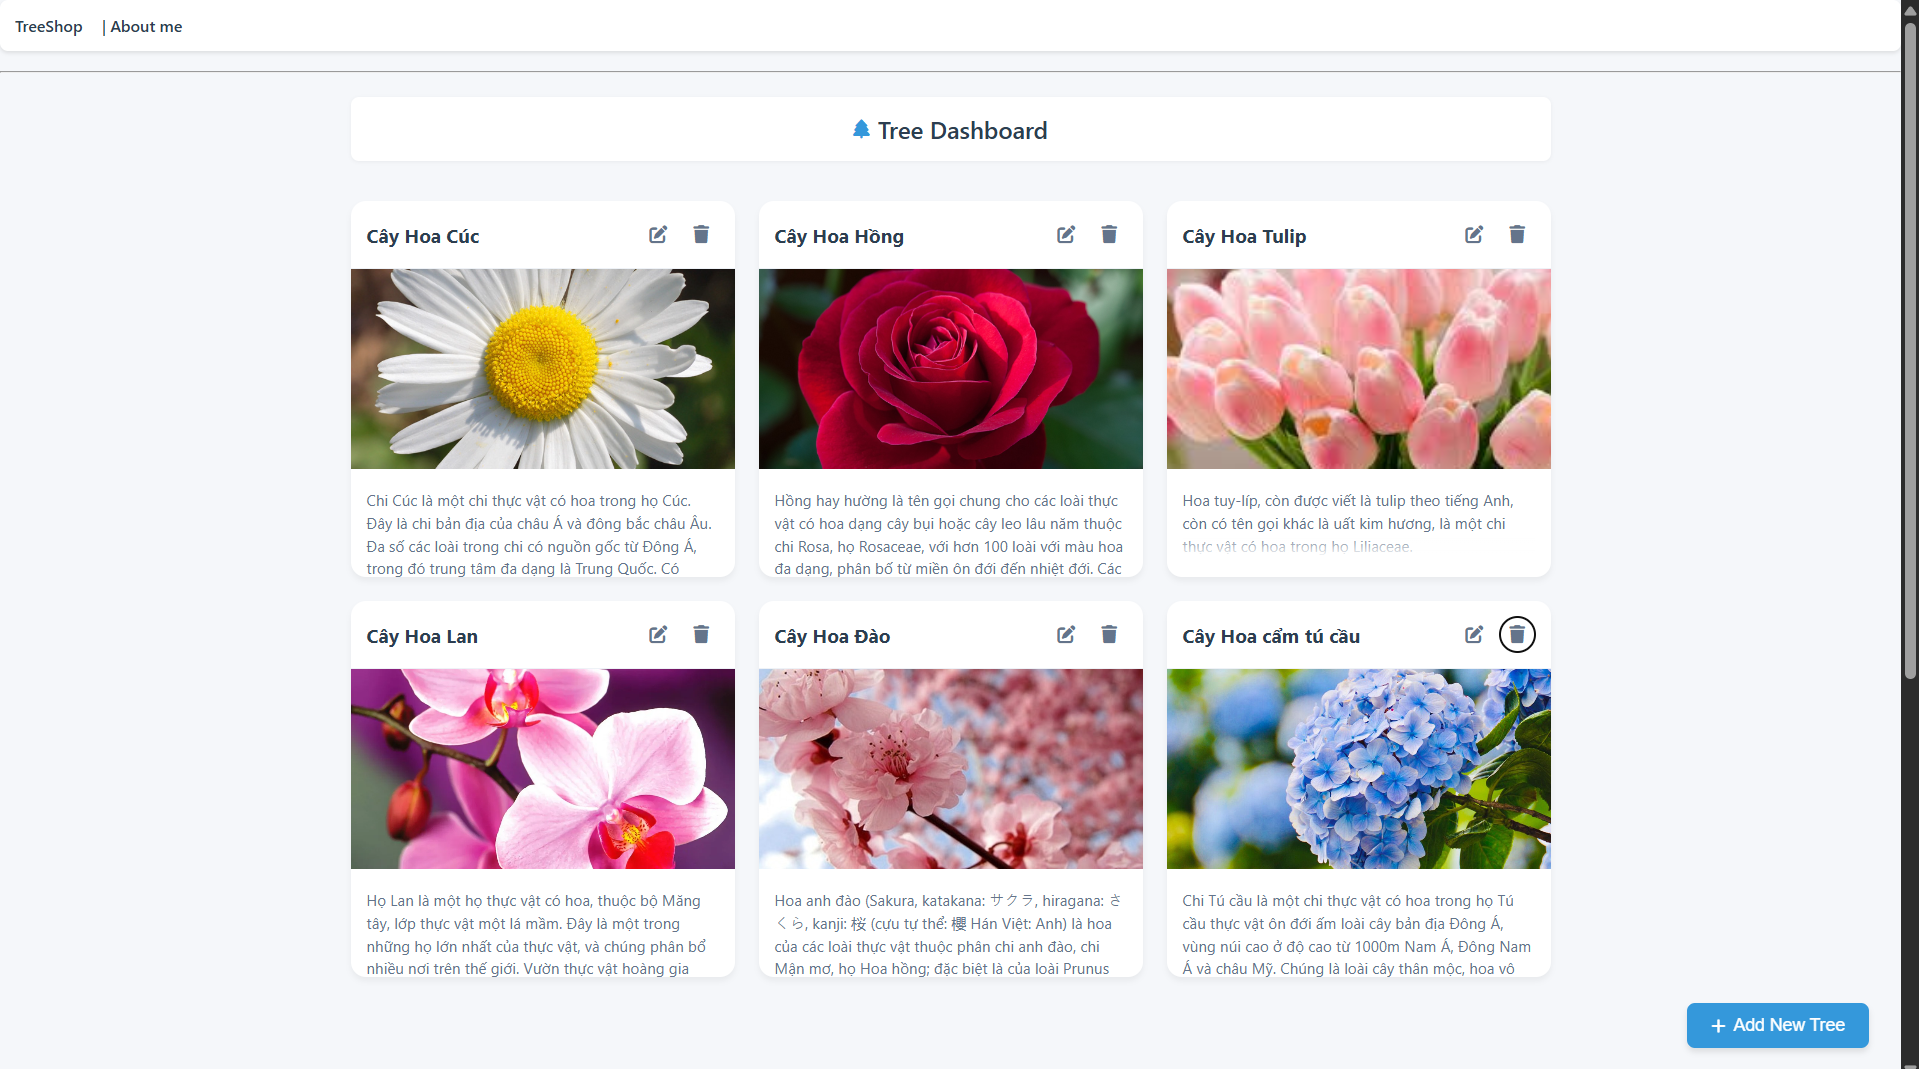 TreeShop | About me
Tree Dashboard
Cây Hoa Cúc
Chi Cúc là một chi thực vật có hoa trong họ Cúc.
Đây là chi bản địa của châu Á và đông bắc châu Âu.
Đa số các loài trong chi có nguồn gốc từ Đông Á,
trong đó trung tâm đa dạng là Trung Quốc. Có
Cây Hoa Hồng
Hồng hay hường là tên gọi chung cho các loài thực
vật có hoa dạng cây bụi hoặc cây leo lâu năm thuộc
chi Rosa, họ Rosaceae, với hơn 100 loài với màu hoa
đa dạng, phân bố từ miền ôn đới đến nhiệt đới. Các
Cây Hoa Tulip
Hoa tuy-líp, còn được viết là tulip theo tiếng Anh,
còn có tên gọi khác là uất kim hương, là một chi
thực vật có hoa trong họ Liliaceae.
Cây Hoa Lan
Họ Lan là một họ thực vật có hoa, thuộc bộ Măng
tây, lớp thực vật một lá mầm. Đây là một trong
những họ lớn nhất của thực vật, và chúng phân bổ
nhiều nơi trên thế giới. Vườn thực vật hoàng gia
Cây Hoa Đào
Hoa anh đào (Sakura, katakana: サクラ, hiragana: さ
くら, kanji: 桜 (cựu tự thể: 櫻 Hán Việt: Anh) là hoa
của các loài thực vật thuộc phân chi anh đào, chi
Mận mơ, họ Hoa hồng; đặc biệt là của loài Prunus
Cây Hoa cẩm tú cầu
Chi Tú cầu là một chi thực vật có hoa trong họ Tú
cầu thực vật ôn đới ấm loài cây bản địa Đông Á,
vùng núi cao ở độ cao từ 1000m Nam Á, Đông Nam
Á và châu Mỹ. Chúng là loài cây thân mộc, hoa vô
+ Add New Tree